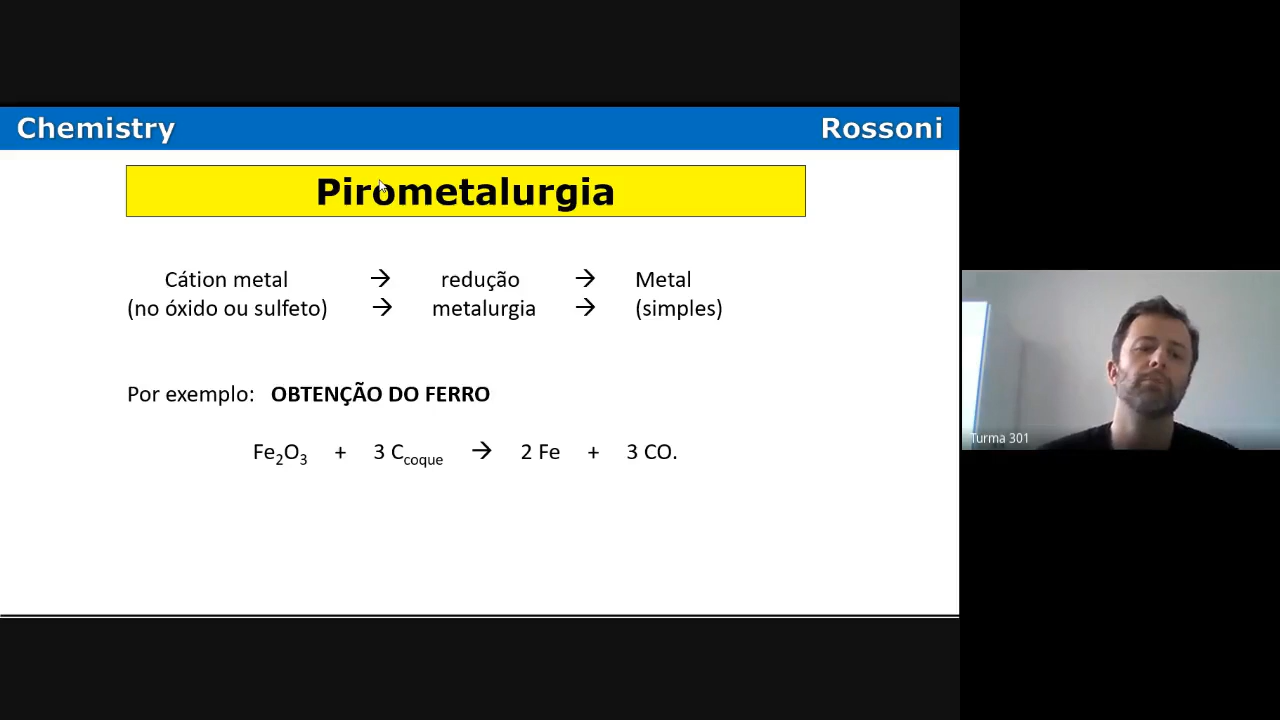 Chemistry Rossoni
Pirometalurgia
Cátion metal → redução → Metal
(no óxido ou sulfeto) → metalurgia → (simples)
Por exemplo: OBTENÇÃO DO FERRO
Fe₂O₃ + 3 Ccoque → 2 Fe + 3 CO.
Turma 301